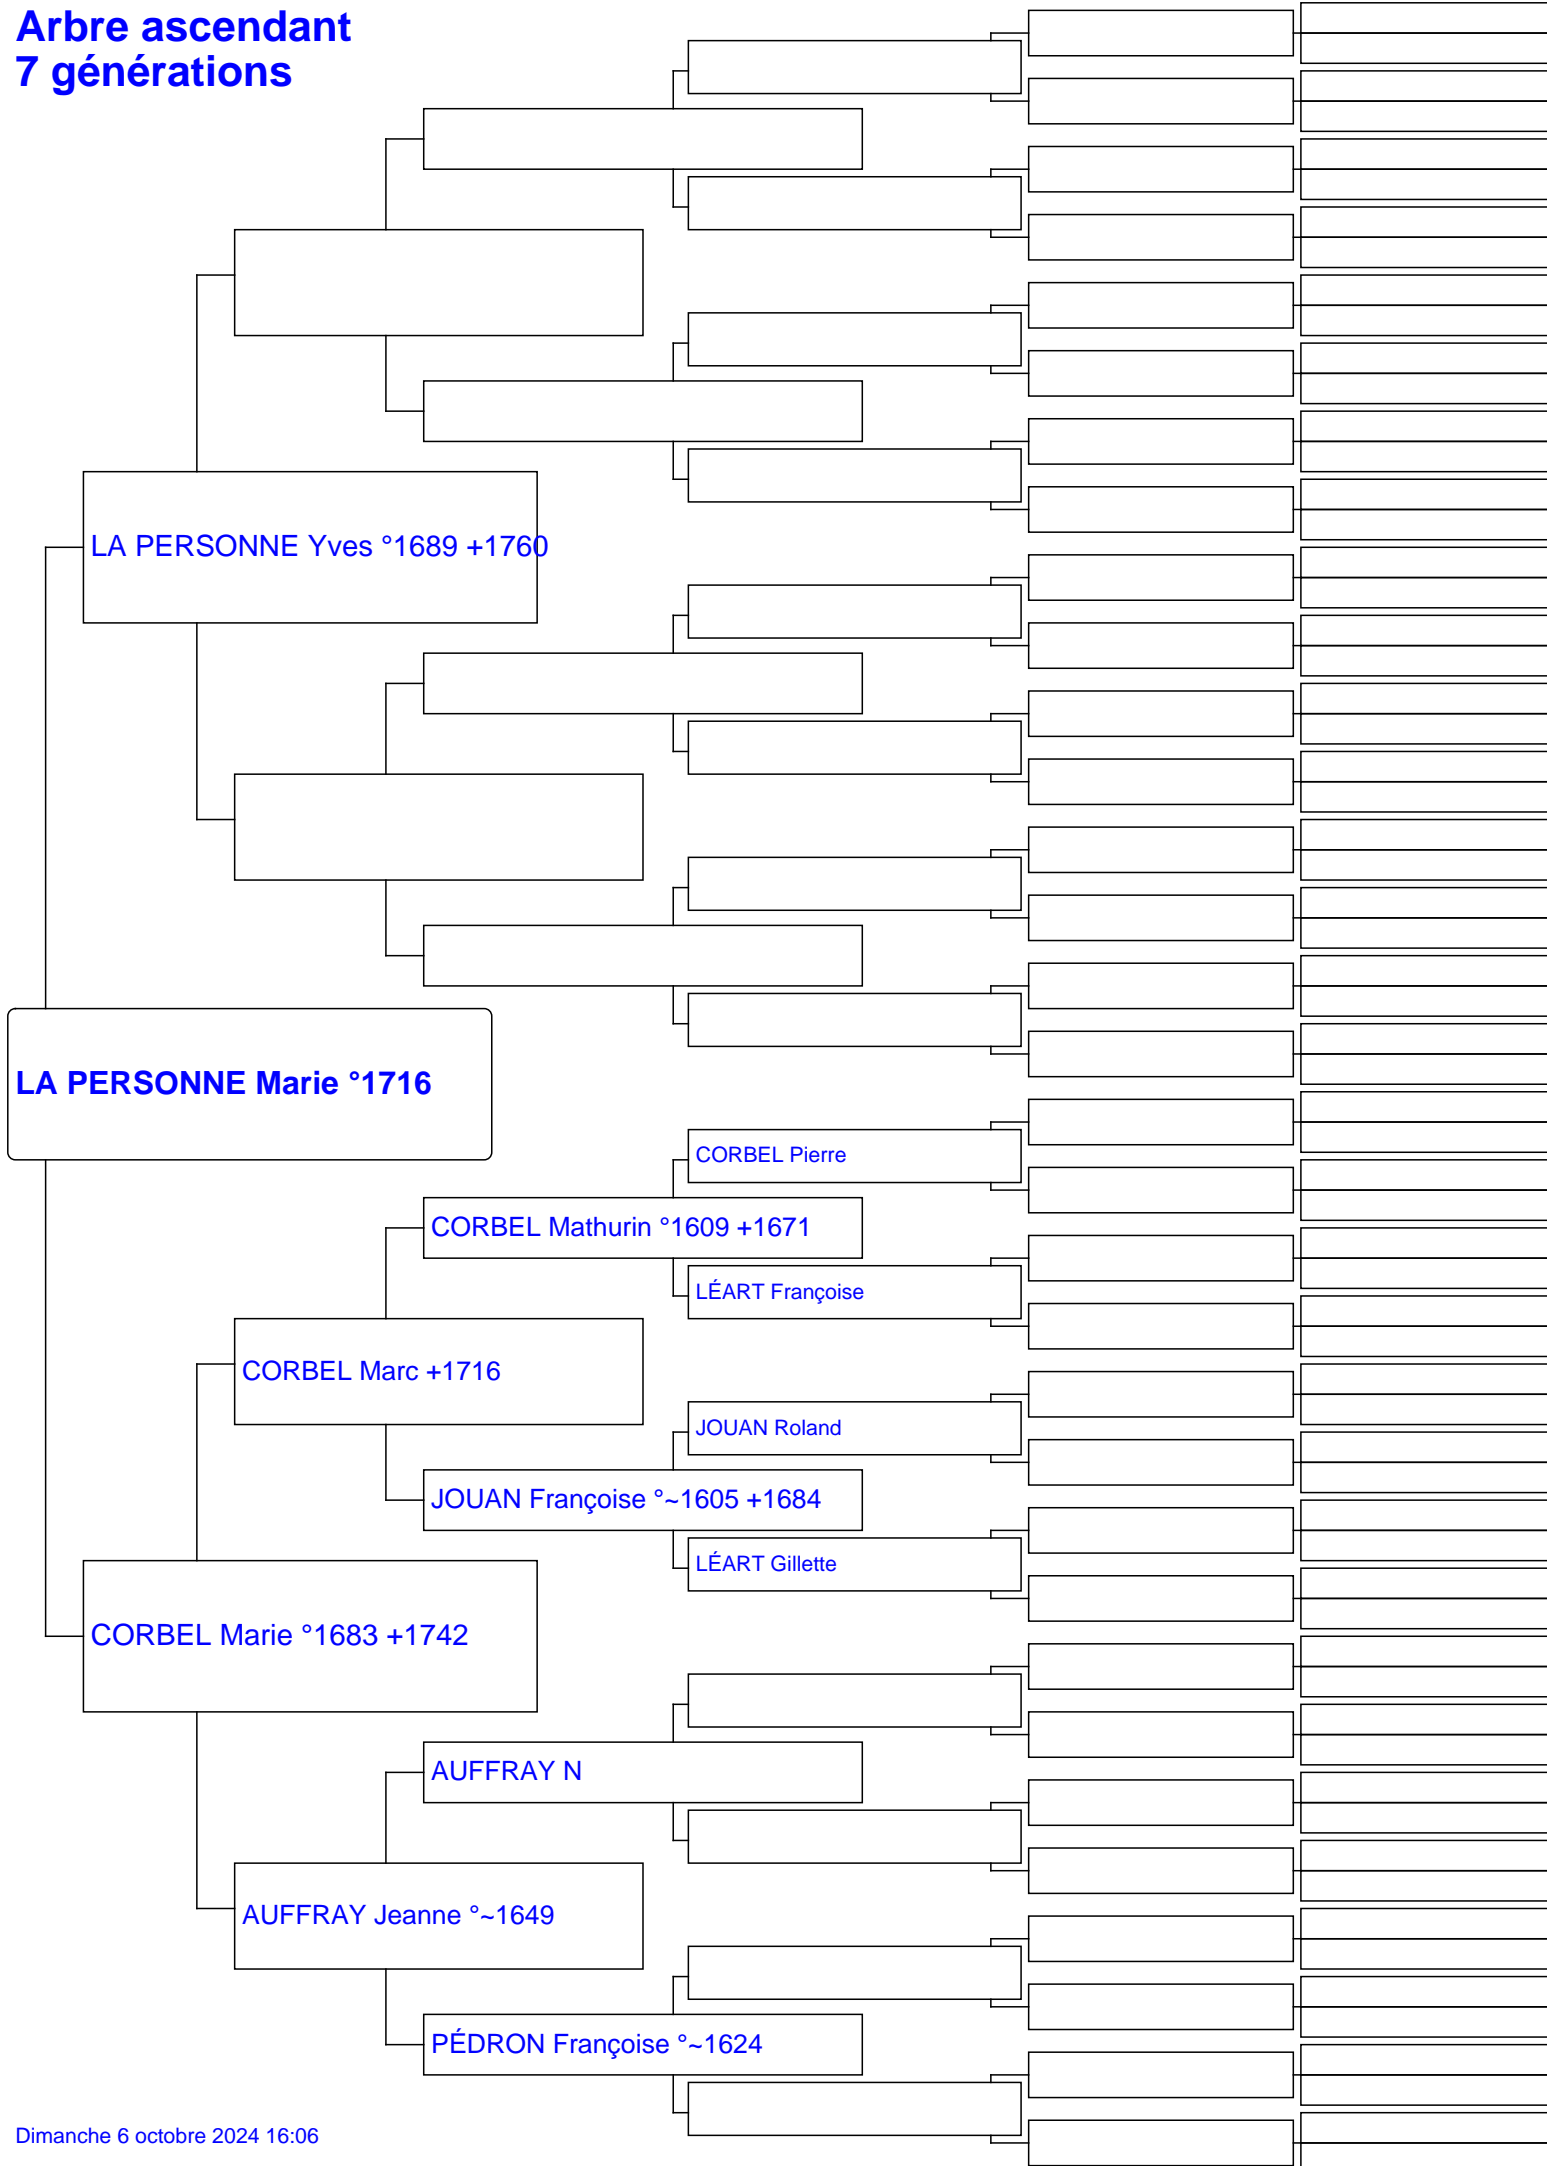 Arbre ascendant
7 générations
LA PERSONNE Yves °1689 +1760
LA PERSONNE Marie °1716
CORBEL Pierre
CORBEL Mathurin °1609 +1671
LÉART Françoise
CORBEL Marc +1716
JOUAN Roland
JOUAN Françoise °~1605 +1684
LÉART Gillette
CORBEL Marie °1683 +1742
AUFFRAY N
AUFFRAY Jeanne °~1649
PÉDRON Françoise °~1624
Dimanche 6 octobre 2024 16:06